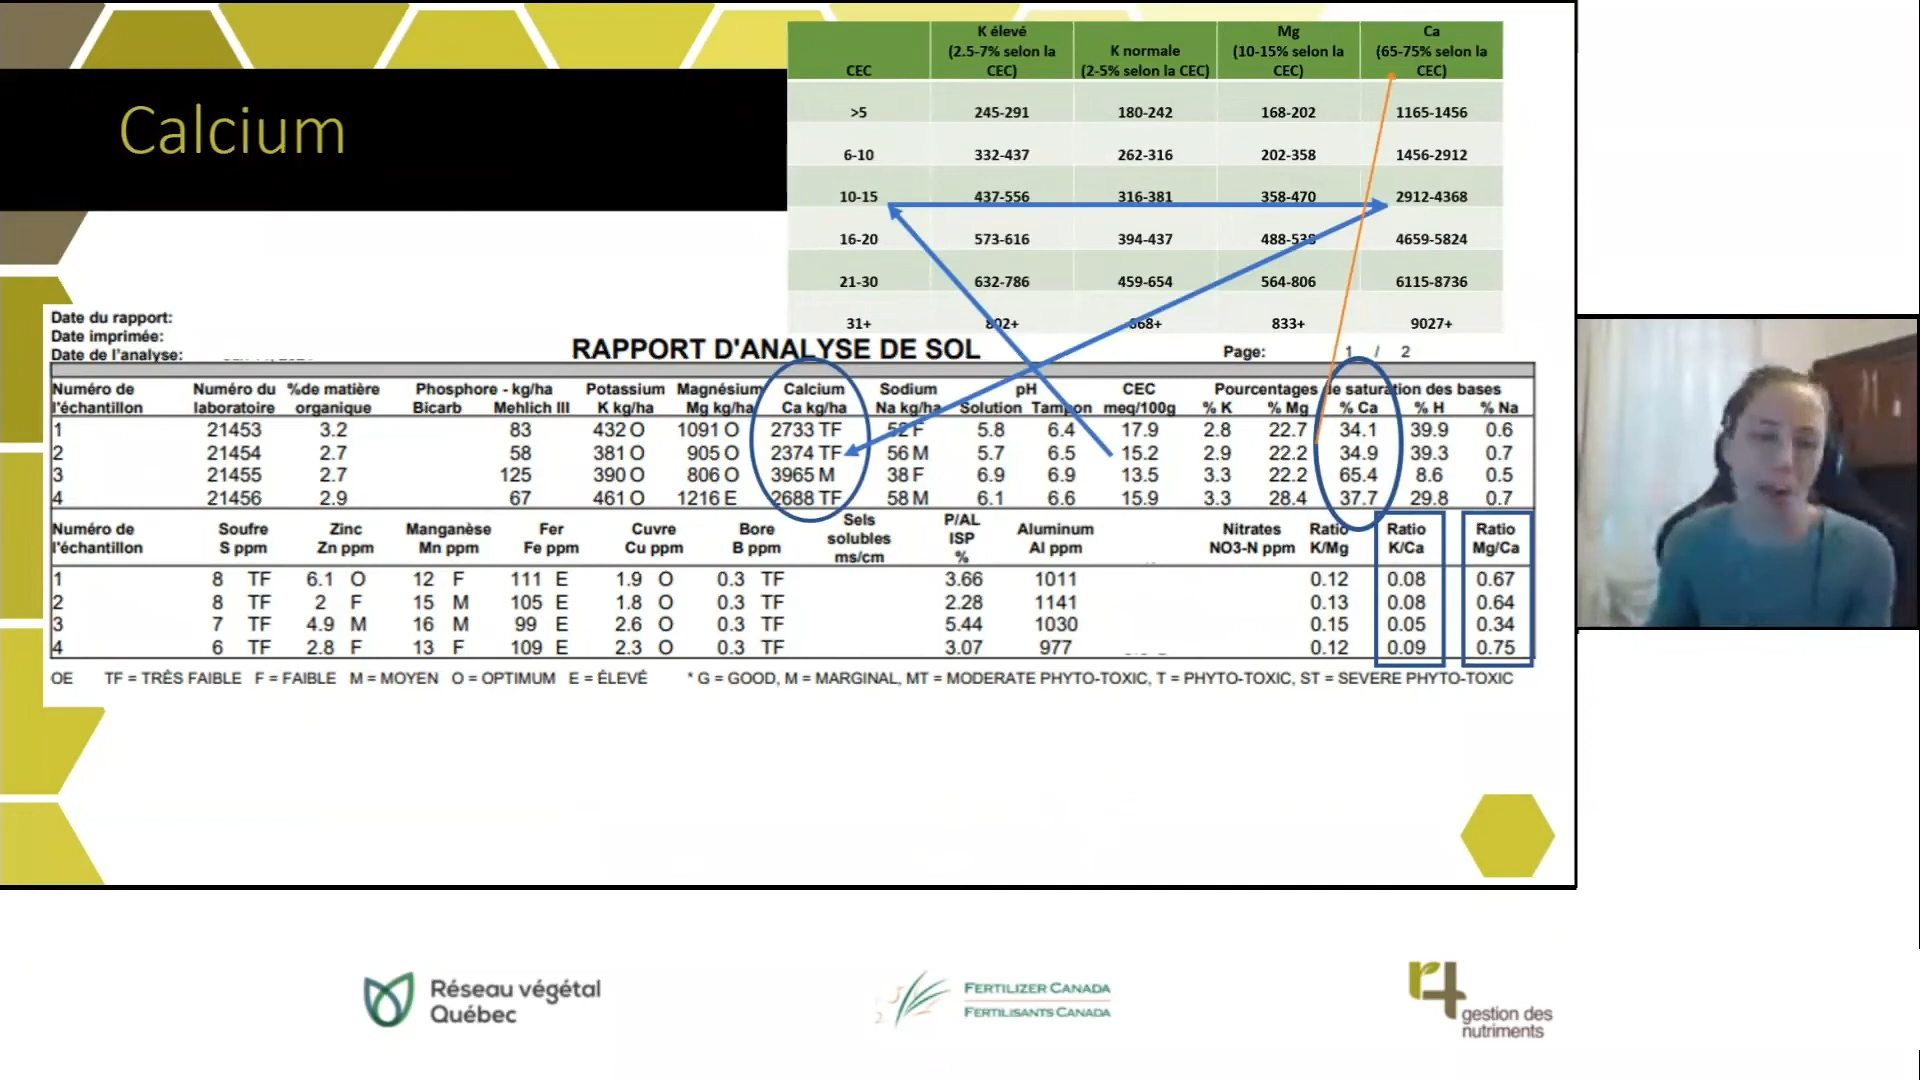 Calcium
CEC K élevé (2.5-7% selon la CEC) K normale (2-5% selon la CEC) Mg (10-15% selon la CEC) Ca (65-75% selon la CEC)
>5 245-291 180-242 168-202 1165-1456
6-10 332-437 262-316 202-358 1456-2912
10-15 437-556 316-381 358-470 2912-4368
16-20 573-616 394-437 488-538 4659-5824
21-30 632-786 459-654 564-806 6115-8736
31+ 802+ 668+ 833+ 9027+
Date du rapport:
Date imprimée:
Date de l'analyse:
RAPPORT D'ANALYSE DE SOL
Page: 1 / 2
Numéro de l'échantillon Numéro du laboratoire %de matière organique Phosphore - kg/ha Bicarb Mehlich III Potassium K kg/ha Magnésium Mg kg/ha Calcium Ca kg/ha Sodium Na kg/ha pH Solution Tampon CEC meq/100g Pourcentages de saturation des bases % K % Mg % Ca % H % Na
1 21453 3.2 83 432 O 1091 O 2733 TF 52 F 5.8 6.4 17.9 2.8 22.7 34.1 39.9 0.6
2 21454 2.7 58 381 O 905 O 2374 TF 56 M 5.7 6.5 15.2 2.9 22.2 34.9 39.3 0.7
3 21455 2.7 125 390 O 806 O 3965 M 38 F 6.9 6.9 13.5 3.3 22.2 65.4 8.6 0.5
4 21456 2.9 67 461 O 1216 E 2688 TF 58 M 6.1 6.6 15.9 3.3 28.4 37.7 29.8 0.7
Numéro de l'échantillon Soufre S ppm Zinc Zn ppm Manganèse Mn ppm Fer Fe ppm Cuvre Cu ppm Bore B ppm Sels solubles ms/cm P/AL ISP % Aluminum Al ppm Nitrates NO3-N ppm Ratio K/Mg Ratio K/Ca Ratio Mg/Ca
1 8 TF 6.1 O 12 F 111 E 1.9 O 0.3 TF 3.66 1011 0.12 0.08 0.67
2 8 TF 2 F 15 M 105 E 1.8 O 0.3 TF 2.28 1141 0.13 0.08 0.64
3 7 TF 4.9 M 16 M 99 E 2.6 O 0.3 TF 5.44 1030 0.15 0.05 0.34
4 6 TF 2.8 F 13 F 109 E 2.3 O 0.3 TF 3.07 977 0.12 0.09 0.75
OE TF = TRÈS FAIBLE F = FAIBLE M = MOYEN O = OPTIMUM E = ÉLEVÉ * G = GOOD, M = MARGINAL, MT = MODERATE PHYTO-TOXIC, T = PHYTO-TOXIC, ST = SEVERE PHYTO-TOXIC
Réseau végétal
Québec
FERTILIZER CANADA
FERTILISANTS CANADA
r4
gestion des
nutriments